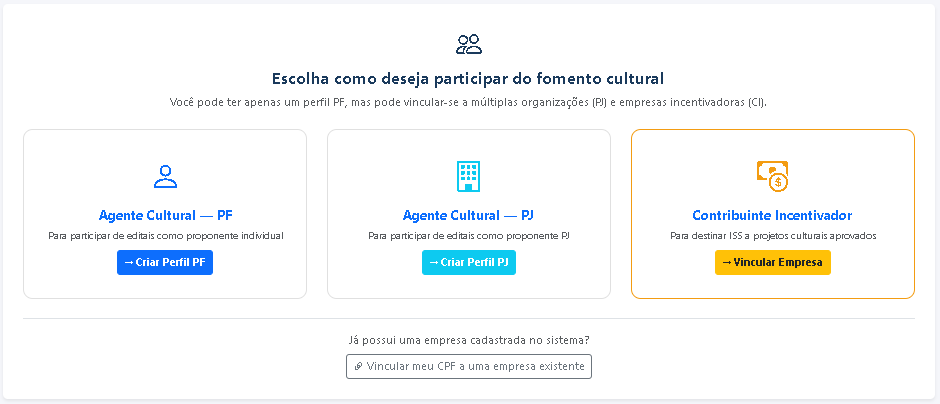 Escolha como deseja participar do fomento cultural
Você pode ter apenas um perfil PF, mas pode vincular-se a múltiplas organizações (PJ) e empresas incentivadoras (CI).
Agente Cultural — PF
Para participar de editais como proponente individual
→ Criar Perfil PF
Agente Cultural — PJ
Para participar de editais como proponente PJ
→ Criar Perfil PJ
Contribuinte Incentivador
Para destinar ISS a projetos culturais aprovados
→ Vincular Empresa
Já possui uma empresa cadastrada no sistema?
Vincular meu CPF a uma empresa existente